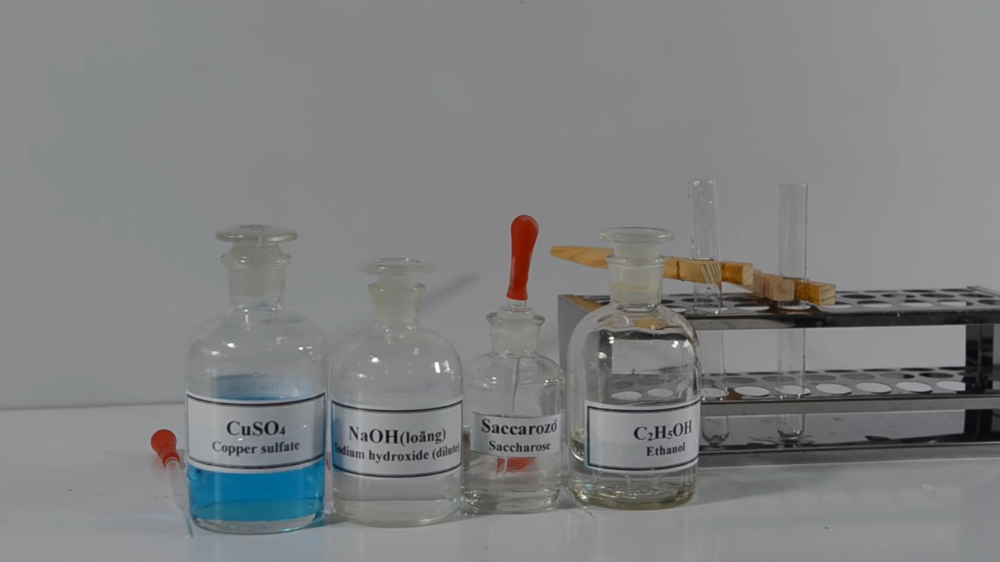 CuSO₄
Copper sulfate
NaOH(loãng)
Sodium hydroxide (dilute)
Saccarozơ
Saccharose
C₂H₅OH
Ethanol